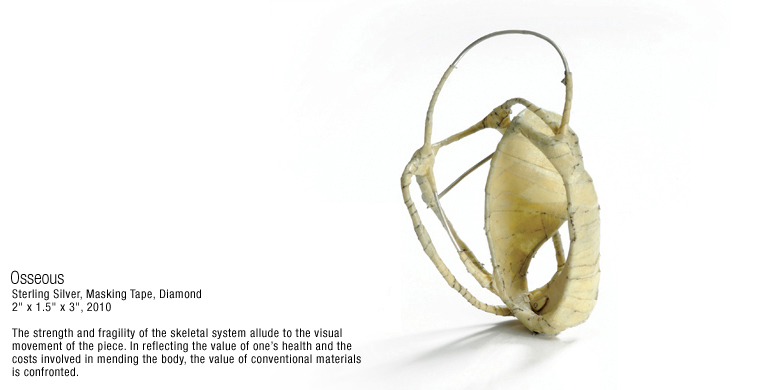 Osseous
Sterling Silver, Masking Tape, Diamond
2" x 1.5" x 3", 2010
The strength and fragility of the skeletal system allude to the visual
movement of the piece. In reflecting the value of one's health and the
costs involved in mending the body, the value of conventional materials
is confronted.